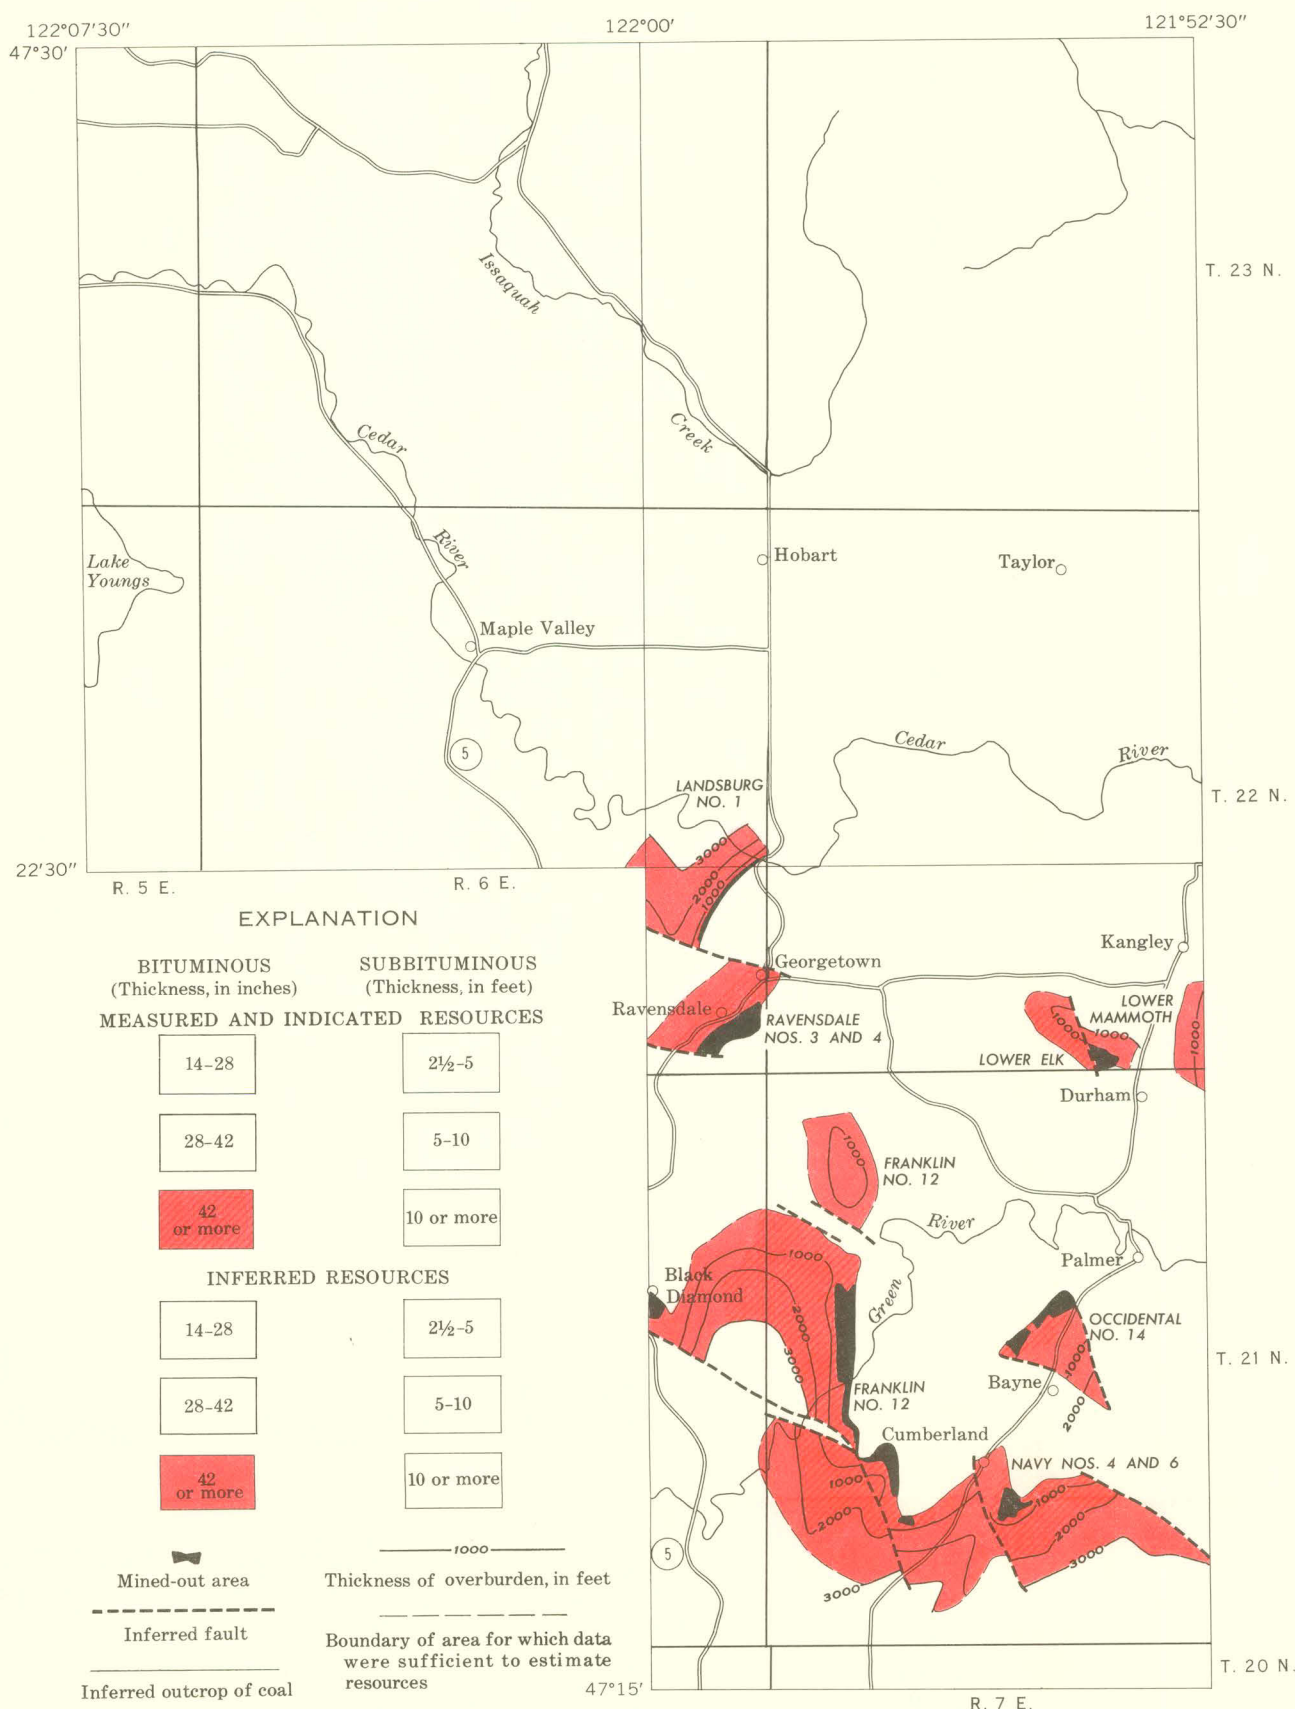 122°07'30" 122°00' 121°52'30"
47°30'
Issaquah
T. 23 N.
Cedar
Creek
River
Hobart
Taylor
Lake
Youngs
Maple Valley
5
Cedar
River
LANDSBURG
NO. 1
T. 22 N.
3000
2000
1000
22'30"
R. 5 E. R. 6 E.
EXPLANATION
BITUMINOUS
(Thickness, in inches)
SUBBITUMINOUS
(Thickness, in feet)
MEASURED AND INDICATED RESOURCES
14-28 2½-5
28-42 5-10
42
or more
10 or more
INFERRED RESOURCES
14-28 2½-5
28-42 5-10
42
or more
10 or more
Mined-out area
Inferred fault
Inferred outcrop of coal
1000
Thickness of overburden, in feet
Boundary of area for which data
were sufficient to estimate
resources
Kangley
Georgetown
Ravensdale
RAVENSDALE
NOS. 3 AND 4
LOWER
MAMMOTH
1000
1000
1000
LOWER ELK
Durham
1000
FRANKLIN
NO. 12
River
Green
Palmer
Black
Diamond
1000
2000
3000
OCCIDENTAL
NO. 14
1000
2000
T. 21 N.
Bayne
FRANKLIN
NO. 12
Cumberland
NAVY NOS. 4 AND 6
1000
2000
3000
1000
2000
3000
5
47°15'
T. 20 N.
R. 7 E.